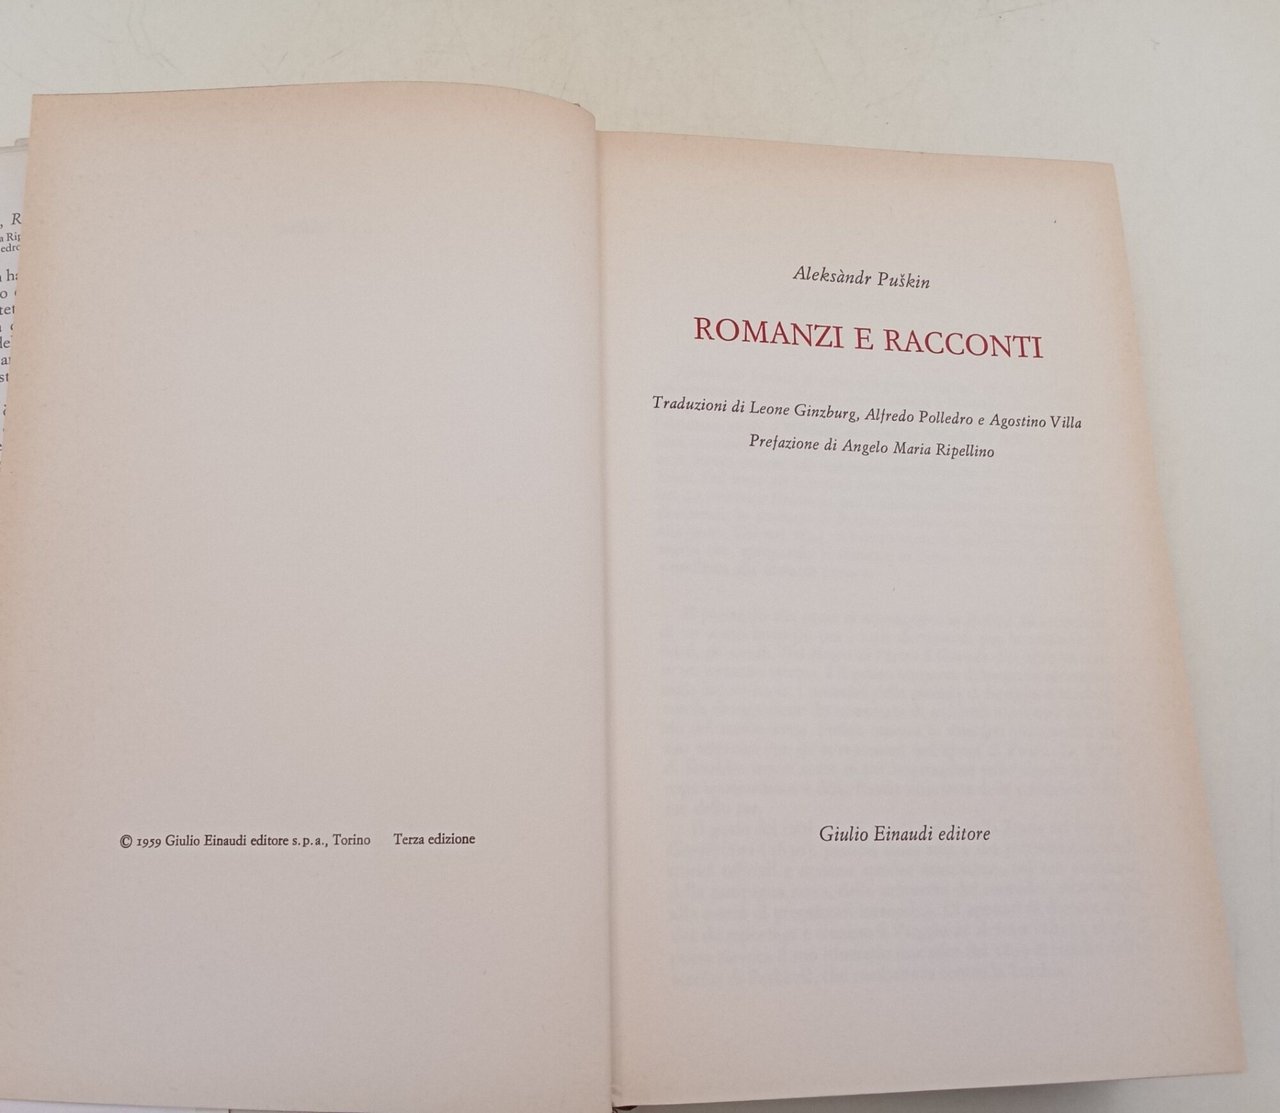 © 1959 Giulio Einaudi editore s.p.a., Torino Terza edizione
Aleksàndr Puškin
ROMANZI E RACCONTI
Traduzioni di Leone Ginzburg, Alfredo Polledro e Agostino Villa
Prefazione di Angelo Maria Ripellino
Giulio Einaudi editore